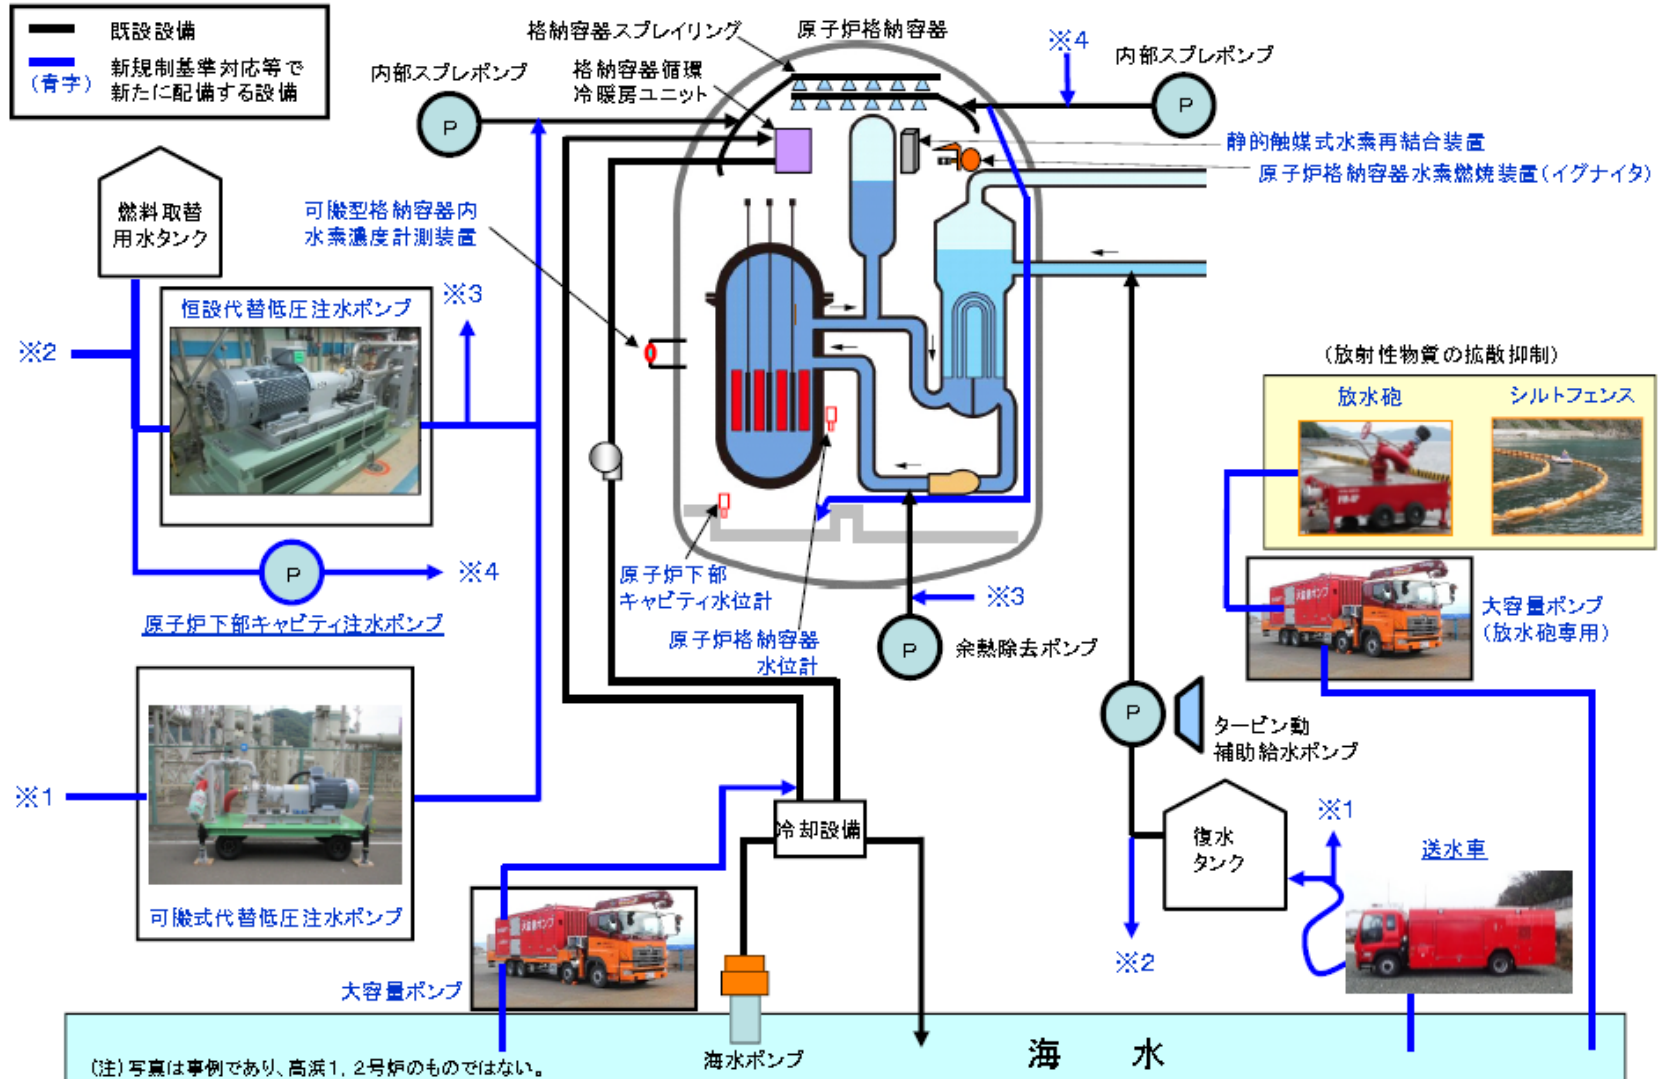 既設設備
(青字)
新規制基準対応等で
新たに配備する設備
格納容器スプレイリング
原子炉格納容器
格納容器循環
冷暖房ユニット
内部スプレポンプ
P
※4
内部スプレポンプ
P
静的触媒式水素再結合装置
原子炉格納容器水素燃焼装置(イグナイタ)
燃料取替
用水タンク
可搬型格納容器内
水素濃度計測装置
恒設代替低圧注水ポンプ
※3
※2
(放射性物質の拡散抑制)
放水砲
シルトフェンス
P
※4
原子炉下部キャビティ注水ポンプ
原子炉下部
キャビティ水位計
原子炉格納容器
水位計
※3
P
余熱除去ポンプ
大容量ポンプ
(放水砲専用)
P
タービン動
補助給水ポンプ
※1
可搬式代替低圧注水ポンプ
冷却設備
復水
タンク
※1
送水車
※2
大容量ポンプ
海水ポンプ
海 水
(注)写真は事例であり、高浜1,2号炉のものではない。